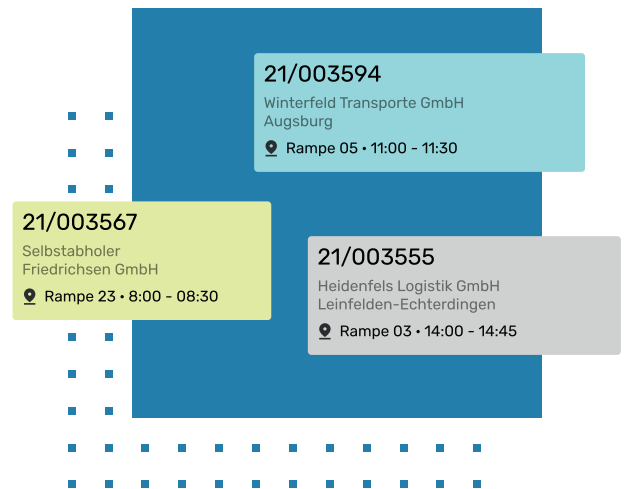 21/003594
Winterfeld Transporte GmbH
Augsburg
Rampe 05 • 11:00 - 11:30
21/003567
Selbstabholer
Friedrichsen GmbH
Rampe 23 • 8:00 - 08:30
21/003555
Heidenfels Logistik GmbH
Leinfelden-Echterdingen
Rampe 03 • 14:00 - 14:45